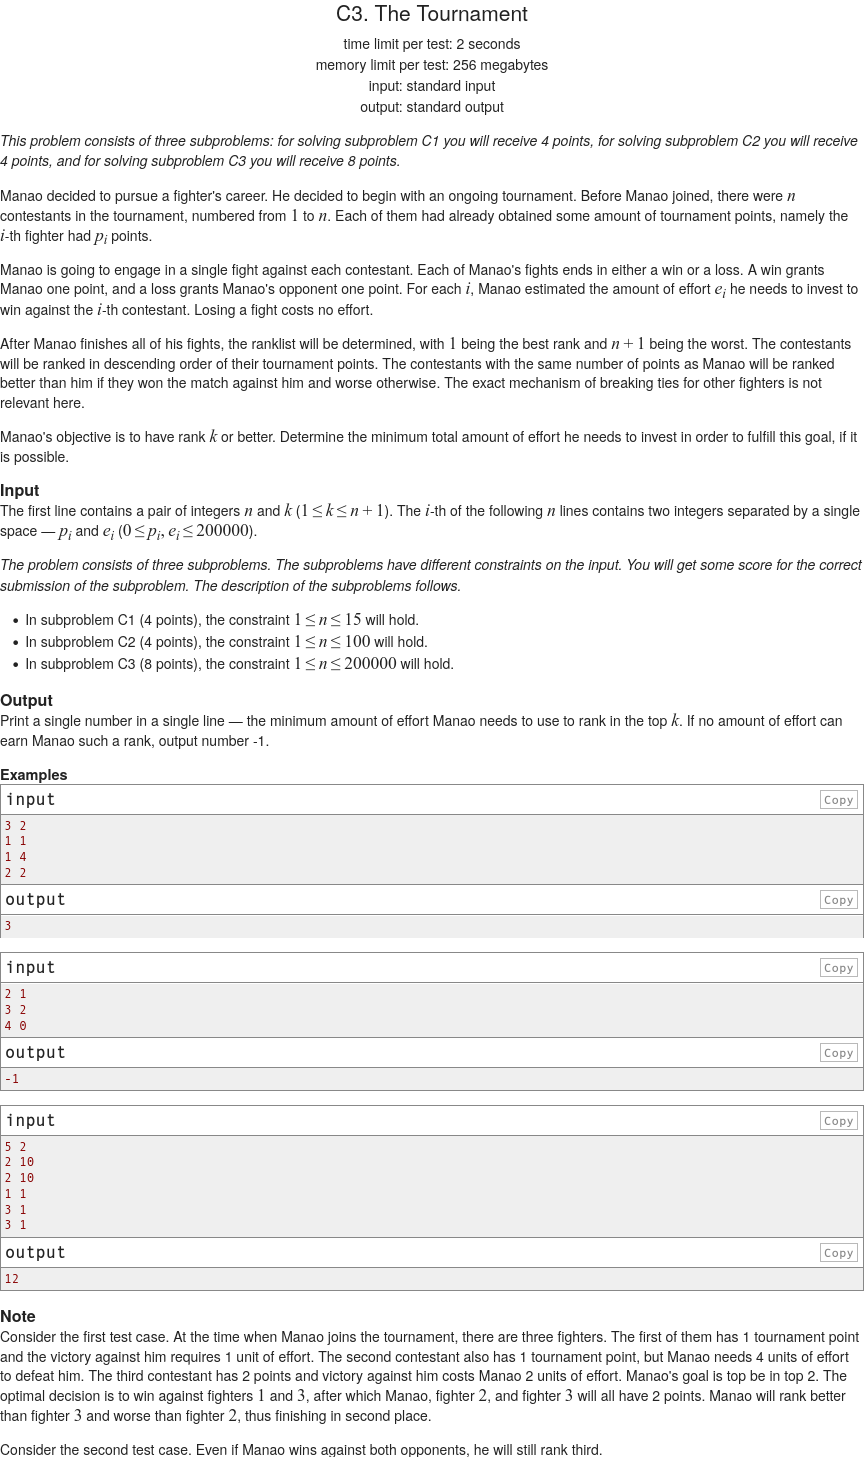 C3. The Tournament
time limit per test: 2 seconds
memory limit per test: 256 megabytes
input: standard input
output: standard output
This problem consists of three subproblems: for solving subproblem C1 you will receive 4 points, for solving subproblem C2 you will receive
4 points, and for solving subproblem C3 you will receive 8 points.
Manao decided to pursue a fighter's career. He decided to begin with an ongoing tournament. Before Manao joined, there were n
contestants in the tournament, numbered from 1 to n. Each of them had already obtained some amount of tournament points, namely the
i-th fighter had p_i points.
Manao is going to engage in a single fight against each contestant. Each of Manao's fights ends in either a win or a loss. A win grants
Manao one point, and a loss grants Manao's opponent one point. For each i, Manao estimated the amount of effort e_i he needs to invest to
win against the i-th contestant. Losing a fight costs no effort.
After Manao finishes all of his fights, the ranklist will be determined, with 1 being the best rank and n + 1 being the worst. The contestants
will be ranked in descending order of their tournament points. The contestants with the same number of points as Manao will be ranked
better than him if they won the match against him and worse otherwise. The exact mechanism of breaking ties for other fighters is not
relevant here.
Manao's objective is to have rank k or better. Determine the minimum total amount of effort he needs to invest in order to fulfill this goal, if it
is possible.
Input
The first line contains a pair of integers n and k (1 ≤ k ≤ n + 1). The i-th of the following n lines contains two integers separated by a single
space — p_i and e_i (0 ≤ p_i, e_i ≤ 200000).
The problem consists of three subproblems. The subproblems have different constraints on the input. You will get some score for the correct
submission of the subproblem. The description of the subproblems follows.
• In subproblem C1 (4 points), the constraint 1 ≤ n ≤ 15 will hold.
• In subproblem C2 (4 points), the constraint 1 ≤ n ≤ 100 will hold.
• In subproblem C3 (8 points), the constraint 1 ≤ n ≤ 200000 will hold.
Output
Print a single number in a single line — the minimum amount of effort Manao needs to use to rank in the top k. If no amount of effort can
earn Manao such a rank, output number -1.
Examples
input Copy
3 2
1 1
1 4
2 2
output Copy
3
input Copy
2 1
3 2
4 0
output Copy
-1
input Copy
5 2
2 10
2 10
1 1
3 1
3 1
output Copy
12
Note
Consider the first test case. At the time when Manao joins the tournament, there are three fighters. The first of them has 1 tournament point
and the victory against him requires 1 unit of effort. The second contestant also has 1 tournament point, but Manao needs 4 units of effort
to defeat him. The third contestant has 2 points and victory against him costs Manao 2 units of effort. Manao's goal is top be in top 2. The
optimal decision is to win against fighters 1 and 3, after which Manao, fighter 2, and fighter 3 will all have 2 points. Manao will rank better
than fighter 3 and worse than fighter 2, thus finishing in second place.
Consider the second test case. Even if Manao wins against both opponents, he will still rank third.